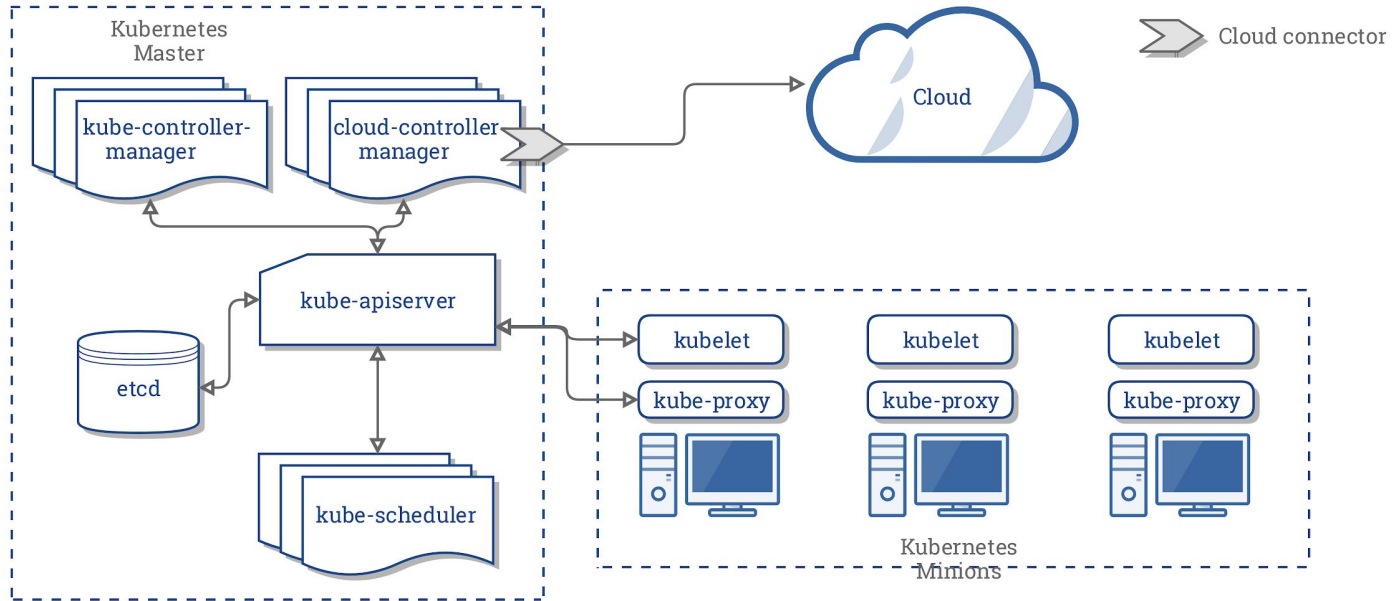 Kubernetes
Master
Cloud connector
kube-controller-
manager
cloud-controller
manager
Cloud
kube-apiserver
etcd
kube-scheduler
kubelet
kubelet
kubelet
kube-proxy
kube-proxy
kube-proxy
Kubernetes
Minions